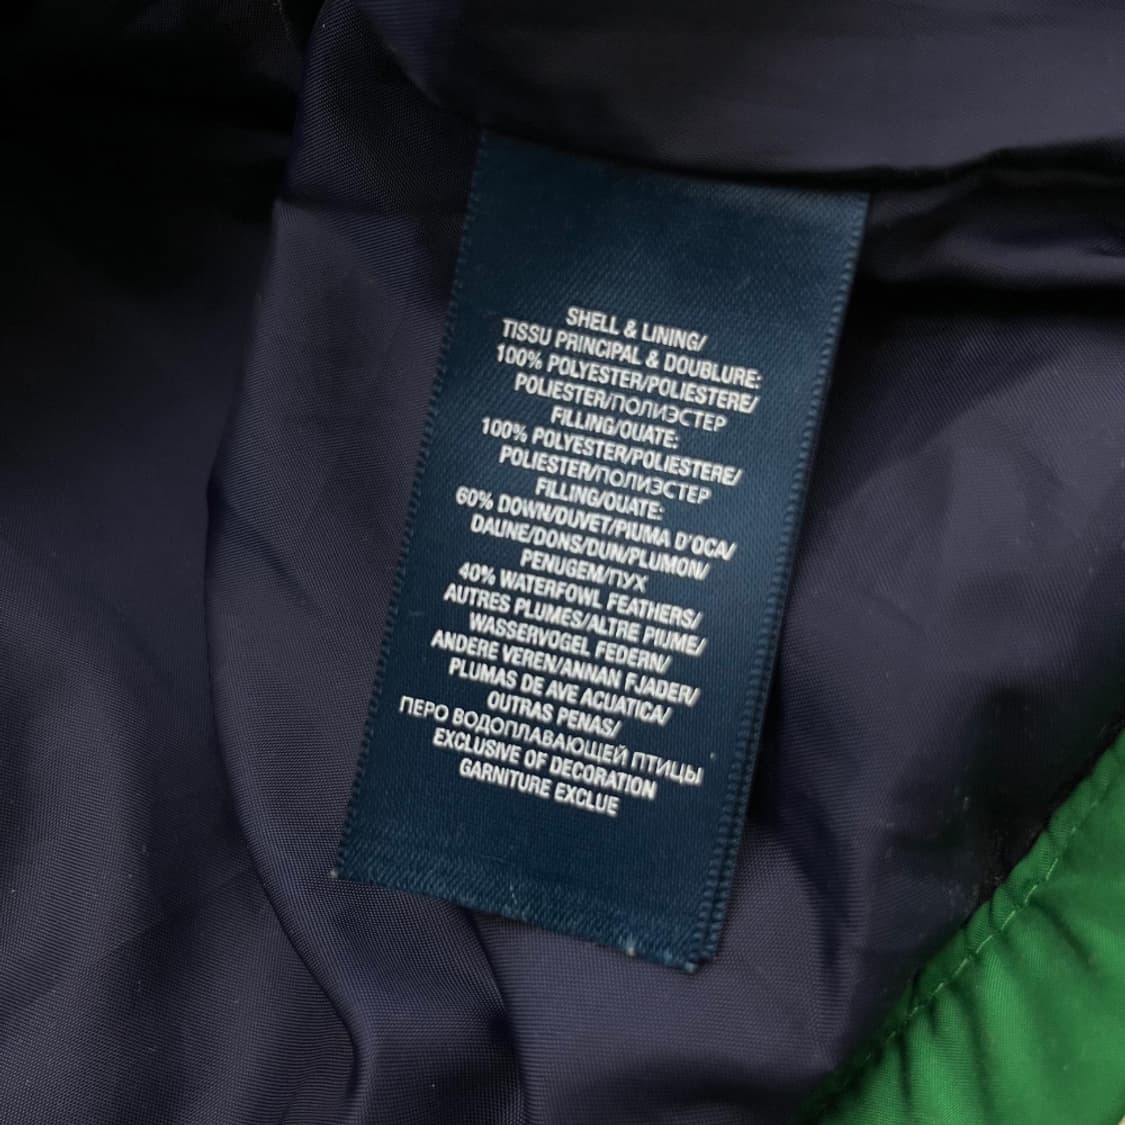 SHELL & LINING/
TISSU PRINCIPAL & DOUBLURE:
100% POLYESTER/POLIESTERE/
POLIESTER/ПОЛИЭСТЕР
FILLING/OUATE:
100% POLYESTER/POLIESTERE/
POLIESTER/ПОЛИЭСТЕР
FILLING/OUATE:
60% DOWN/DUVET/PIUMA D'OCA/
DAUNE/DONS/DUN/PLUMON/
PENUGEM/ПУХ
40% WATERFOWL FEATHERS/
AUTRES PLUMES/ALTRE PIUME/
WASSERVOGEL FEDERN/
ANDERE VEREN/ANNAN FJADER/
PLUMAS DE AVE ACUATICA/
OUTRAS PENAS/
ПЕРО ВОДОПЛАВАЮЩЕЙ ПТИЦЫ
EXCLUSIVE OF DECORATION
GARNITURE EXCLUE